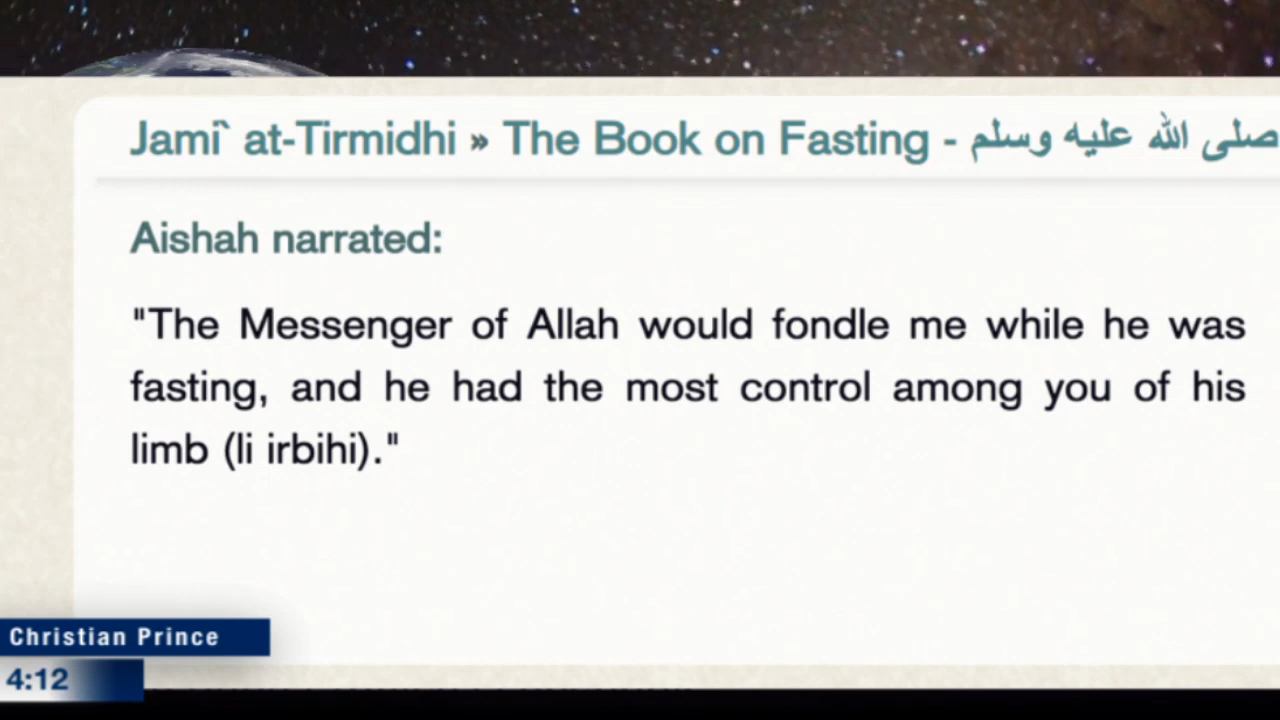 Jami` at-Tirmidhi » The Book on Fasting - صلى الله عليه وسلم
Aishah narrated:
"The Messenger of Allah would fondle me while he was
fasting, and he had the most control among you of his
limb (li irbihi)."
Christian Prince
4:12